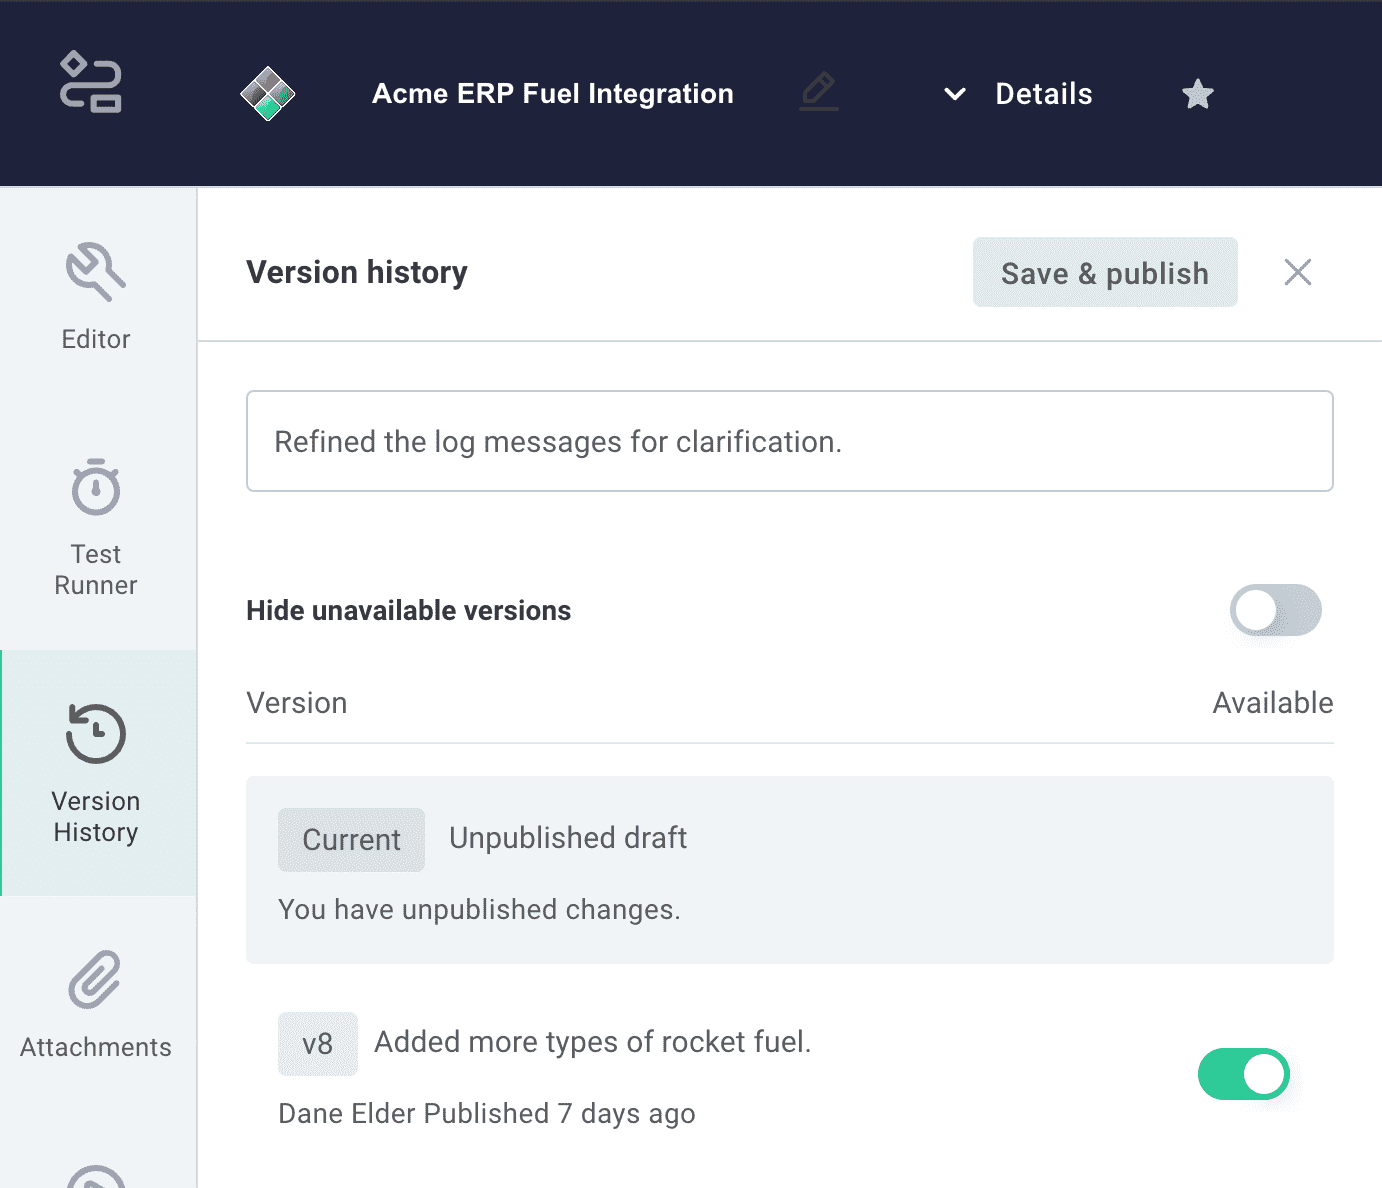 Acme ERP Fuel Integration
Details
Editor
Test
Runner
Version
History
Attachments
Version history
Save & publish
Refined the log messages for clarification.
Hide unavailable versions
Version
Available
Current
Unpublished draft
You have unpublished changes.
v8
Added more types of rocket fuel.
Dane Elder Published 7 days ago